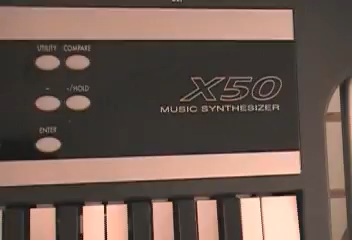 UTILITY COMPARE
- ./HOLD
ENTER
X50
MUSIC SYNTHESIZER